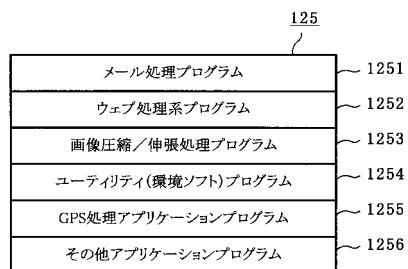 125
メール処理プログラム 1251
ウェブ処理系プログラム 1252
画像圧縮／伸張処理プログラム 1253
ユーティリティ(環境ソフト)プログラム 1254
GPS処理アプリケーションプログラム 1255
その他アプリケーションプログラム 1256